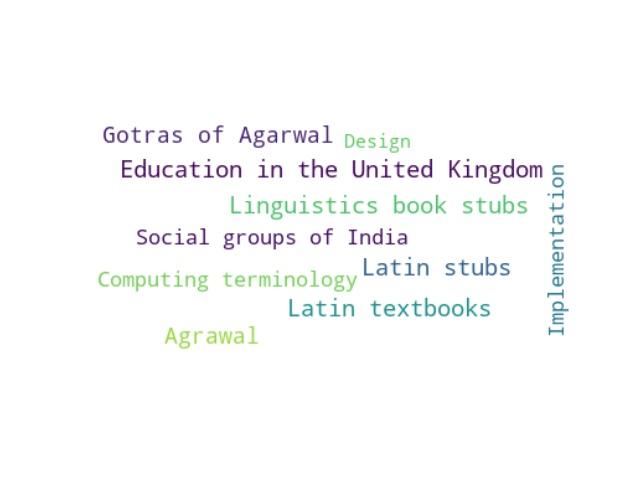 Gotras of Agarwal
Design
Education in the United Kingdom
Implementation
Linguistics book stubs
Social groups of India
Latin stubs
Computing terminology
Latin textbooks
Agrawal